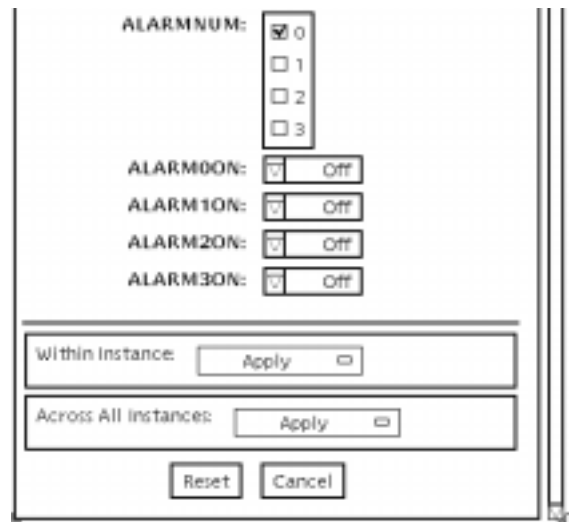 ALARMNUM: 0
1
2
3
ALARM0ON: Off
ALARM1ON: Off
ALARM2ON: Off
ALARM3ON: Off
Within Instance: Apply
Across All Instances: Apply
Reset Cancel